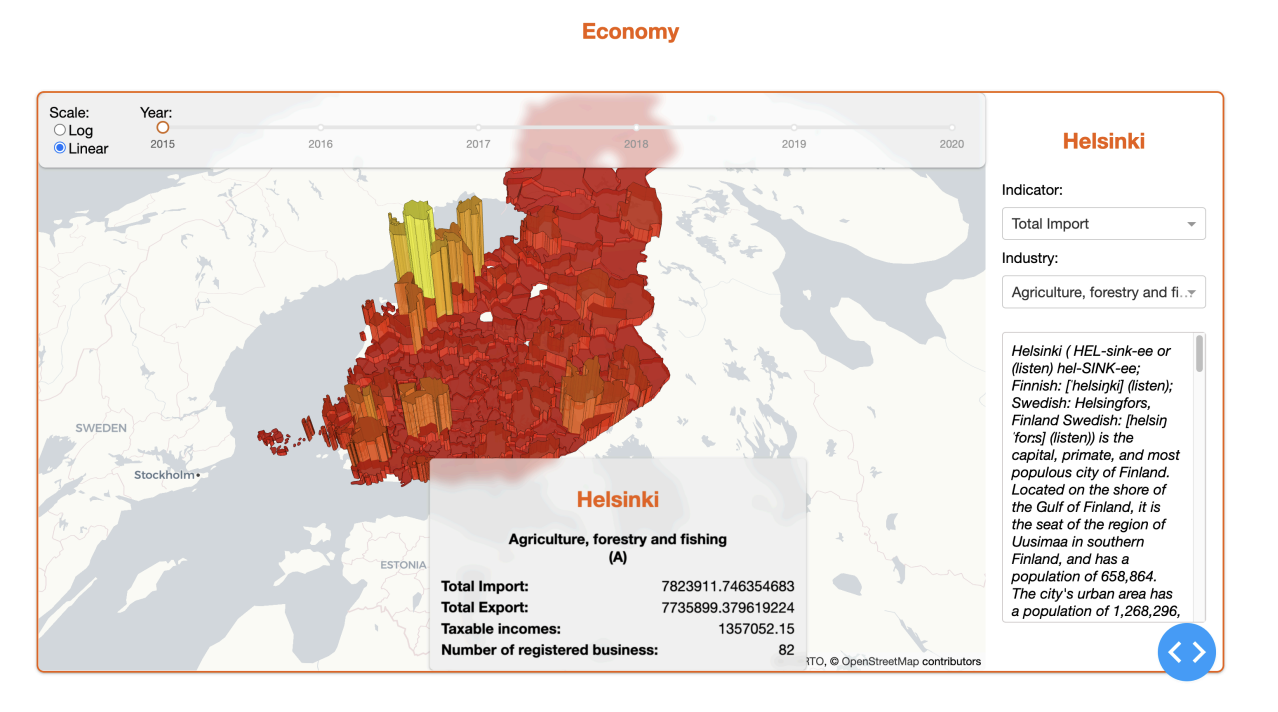 Economy
Scale:
Log
Linear
Year:
2015
2016
2017
2018
2019
2020
SWEDEN
Stockholm
ESTONIA
Helsinki
Agriculture, forestry and fishing
(A)
Total Import: 7823911.746354683
Total Export: 7735899.379619224
Taxable incomes: 1357052.15
Number of registered business: 82
RTO, © OpenStreetMap contributors
Helsinki
Indicator:
Total Import
Industry:
Agriculture, forestry and fi...
Helsinki ( HEL-sink-ee or
(listen) hel-SINK-ee;
Finnish: [ˈhelsiŋki] (listen);
Swedish: Helsingfors,
Finland Swedish: [helsiŋ
ˈforːs] (listen)) is the
capital, primate, and most
populous city of Finland.
Located on the shore of
the Gulf of Finland, it is
the seat of the region of
Uusimaa in southern
Finland, and has a
population of 658,864.
The city's urban area has
a population of 1,268,296,